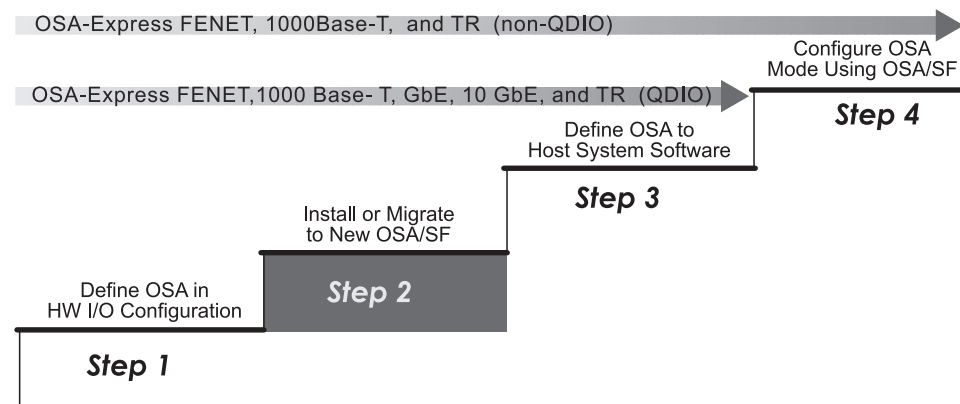 OSA-Express FENET, 1000Base-T, and TR (non-QDIO)
Configure OSA
Mode Using OSA/SF
OSA-Express FENET,1000 Base- T, GbE, 10 GbE, and TR (QDIO)
Step 4
Define OSA to
Host System Software
Step 3
Install or Migrate
to New OSA/SF
Step 2
Define OSA in
HW I/O Configuration
Step 1